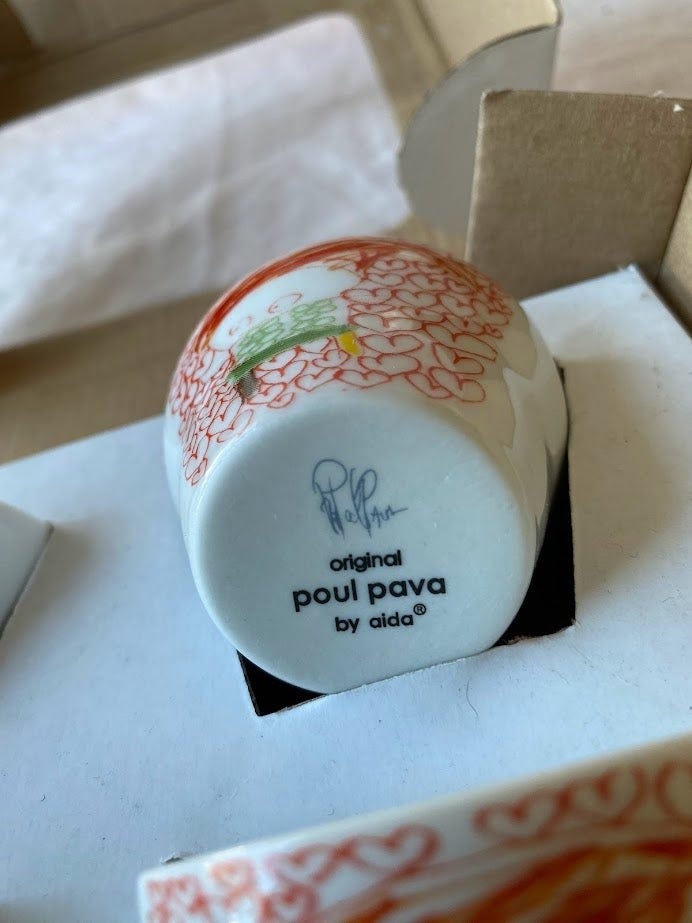 original
poul pava
by aida®